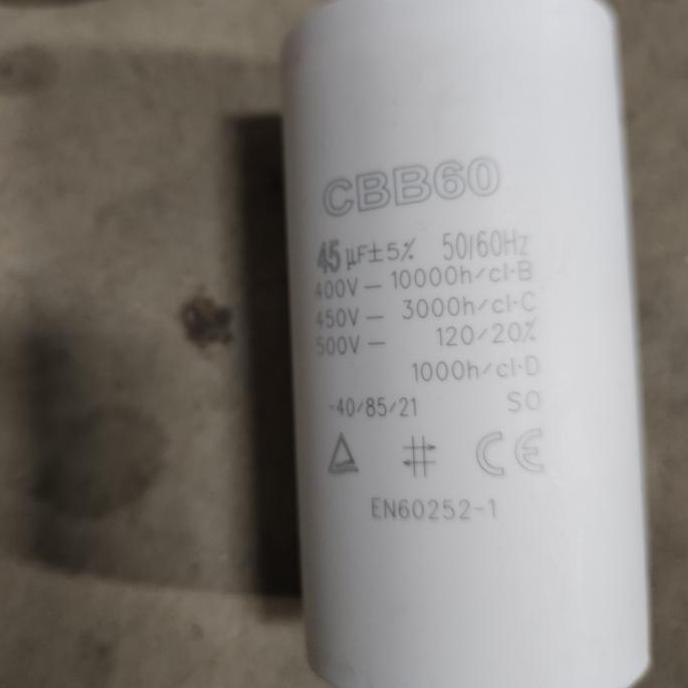 CBB60
45 μF±5% 50/60Hz
400V — 10000h/cl·B
450V — 3000h/cl·C
500V — 120/20%
1000h/cl·D
-40/85/21 SO
CE
EN60252-1